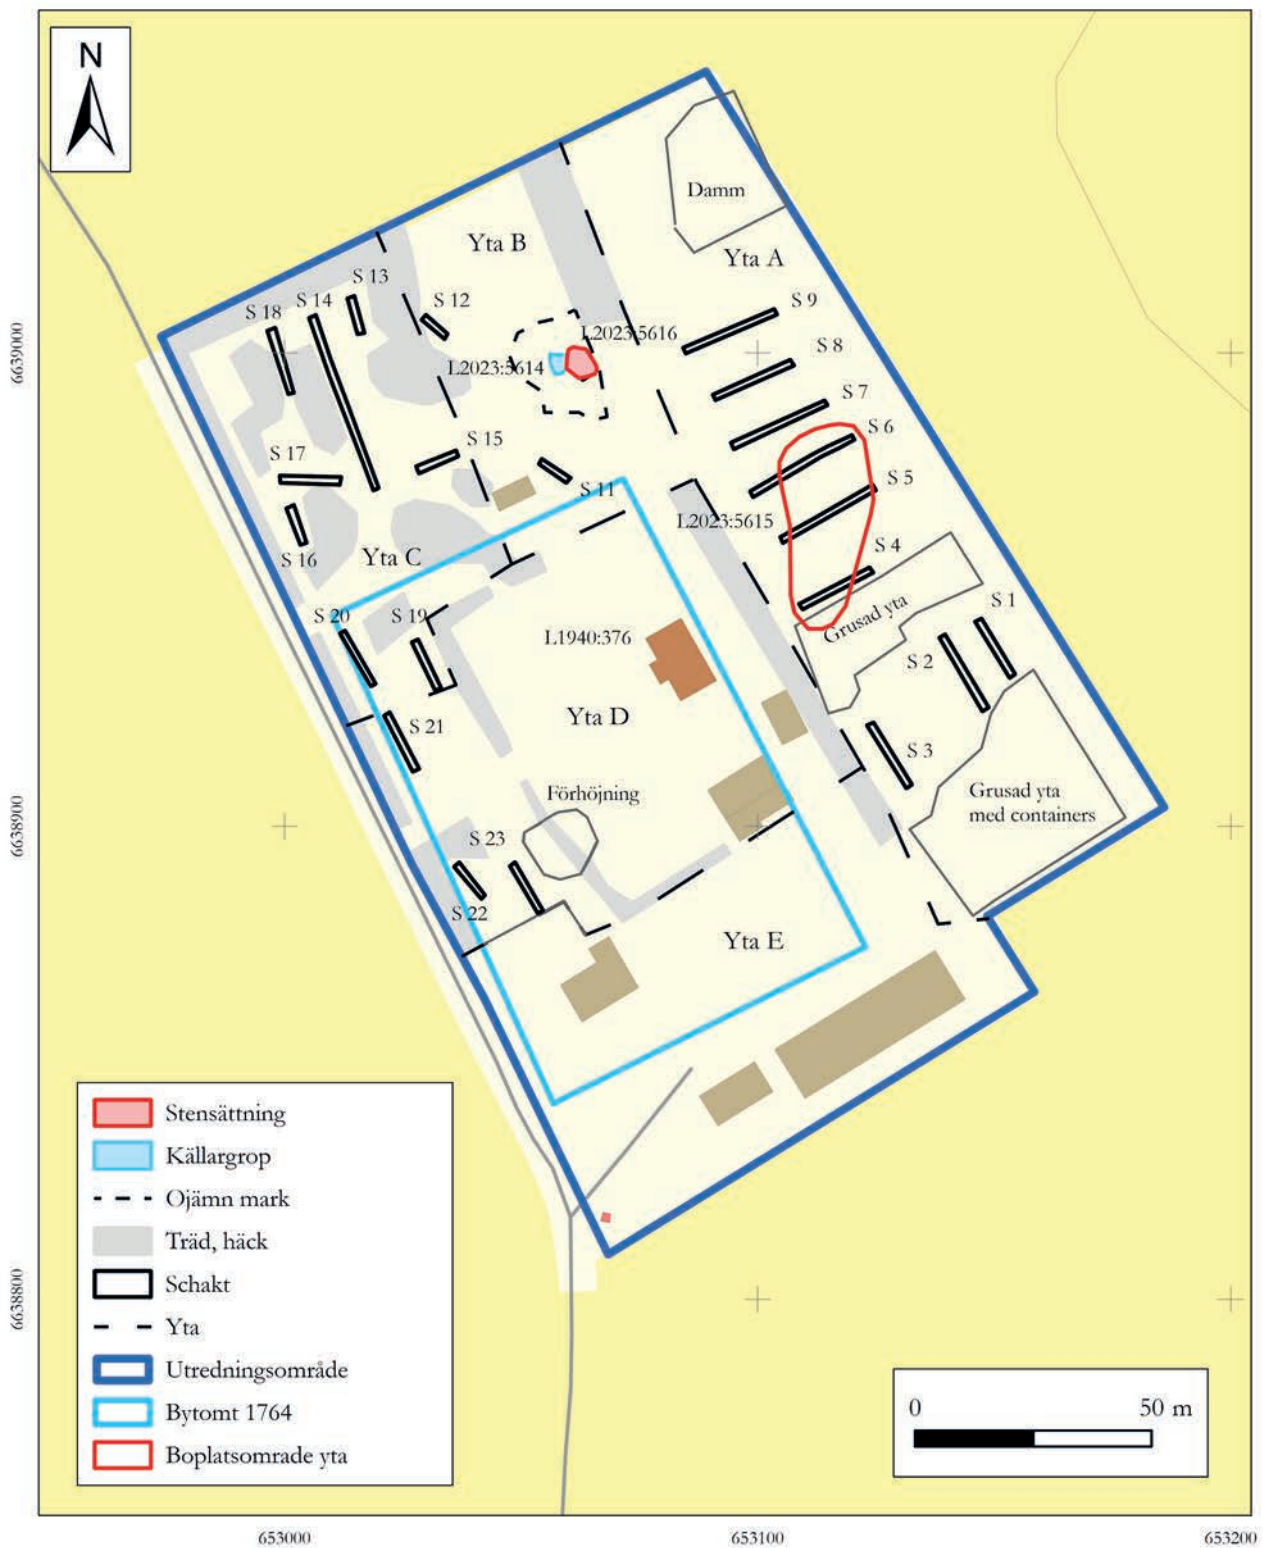 N
Damm
Yta B
Yta A
S 13
S 14
S 18
S 12
S 9
L2023:5616
S 8
L2023:5614
S 7
S 6
S 15
S 17
S 11
S 5
L2023:5615
S 4
S 16
Yta C
Grusad yta
S 1
S 20
S 19
L1940:376
S 2
Yta D
S 21
S 3
Förhöjning
Grusad yta
med containers
S 23
S 22
Yta E
Stensättning
Källargrop
Ojämn mark
Träd, häck
Schakt
Yta
Utredningsområde
Bytomt 1764
Boplatsomrade yta
0 50 m
6639000
6638900
6638800
653000 653100 653200